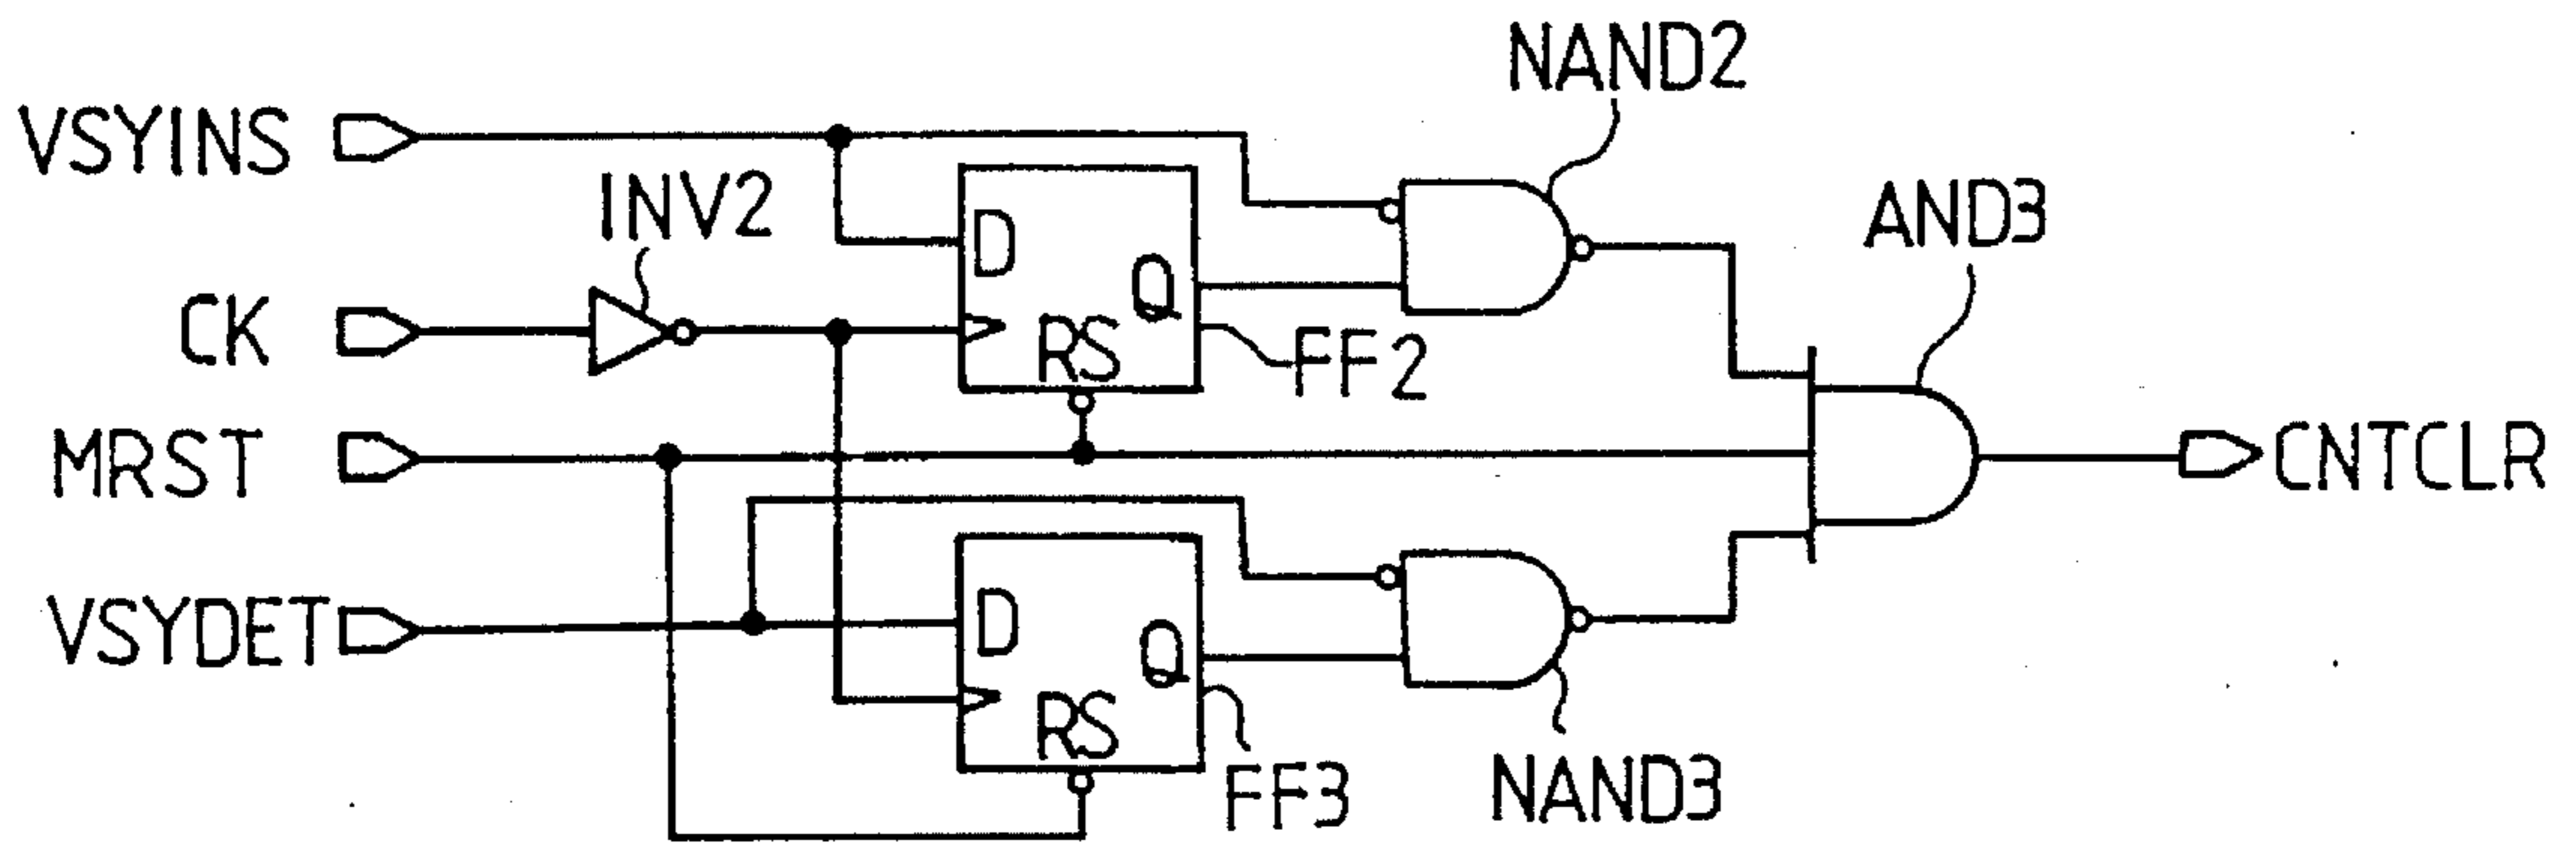 NAND2
VSYINS
INV2
AND3
D
Q
CK
RS
FF2
MRST
CNTCLR
VSYDET
D
Q
RS
FF3
NAND3